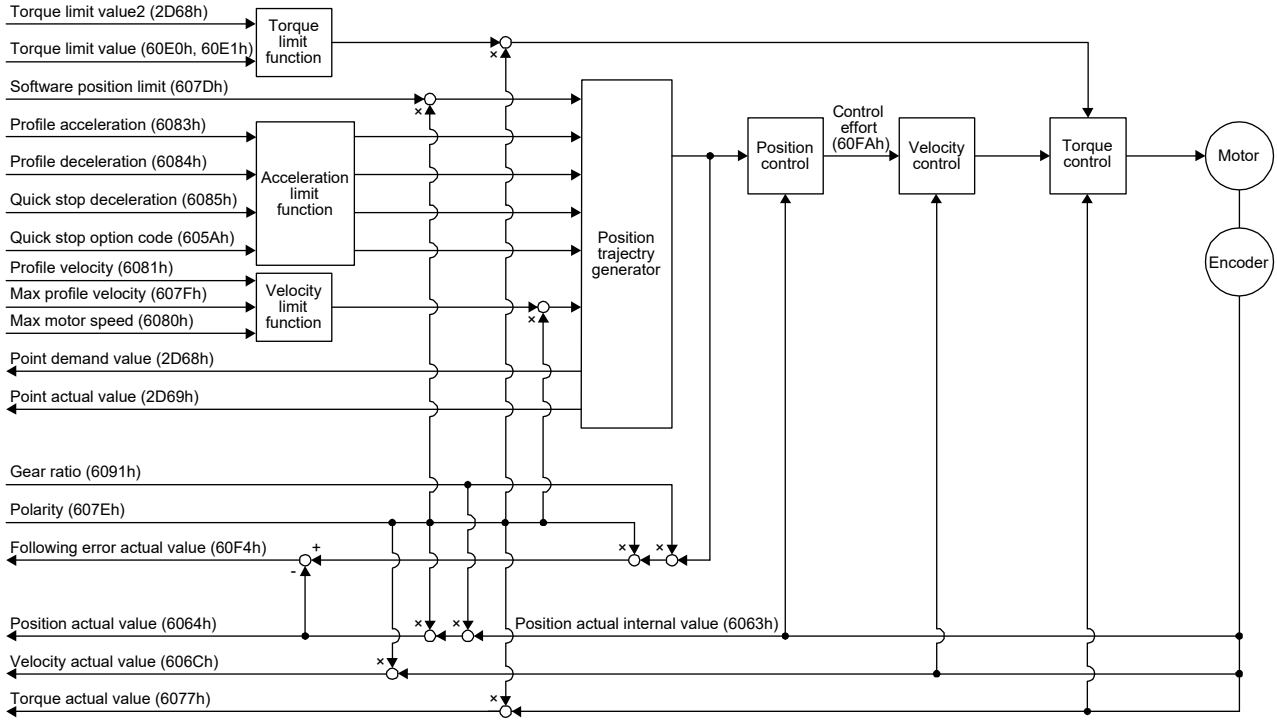 Torque limit value2 (2D68h)
Torque limit value (60E0h, 60E1h)
Torque
limit
function
×
Software position limit (607Dh)
×
Profile acceleration (6083h)
Profile deceleration (6084h)
Quick stop deceleration (6085h)
Quick stop option code (605Ah)
Acceleration
limit
function
Profile velocity (6081h)
Max profile velocity (607Fh)
Max motor speed (6080h)
Velocity
limit
function
×
Position
trajectry
generator
Position
control
Control
effort
(60FAh)
Velocity
control
Torque
control
Motor
Encoder
Point demand value (2D68h)
Point actual value (2D69h)
Gear ratio (6091h)
Polarity (607Eh)
Following error actual value (60F4h)
+
-
×
×
Position actual value (6064h)
×
×
Position actual internal value (6063h)
Velocity actual value (606Ch)
×
Torque actual value (6077h)
×